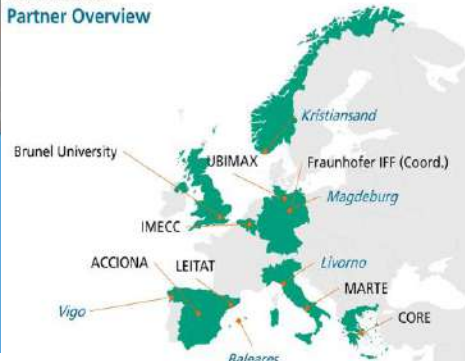 Partner Overview
Kristiansand
Brunel University
UBIMAX
Fraunhofer IFF (Coord.)
Magdeburg
IMECC
ACCIONA
LEITAT
Livorno
MARTE
Vigo
CORE
Baleares